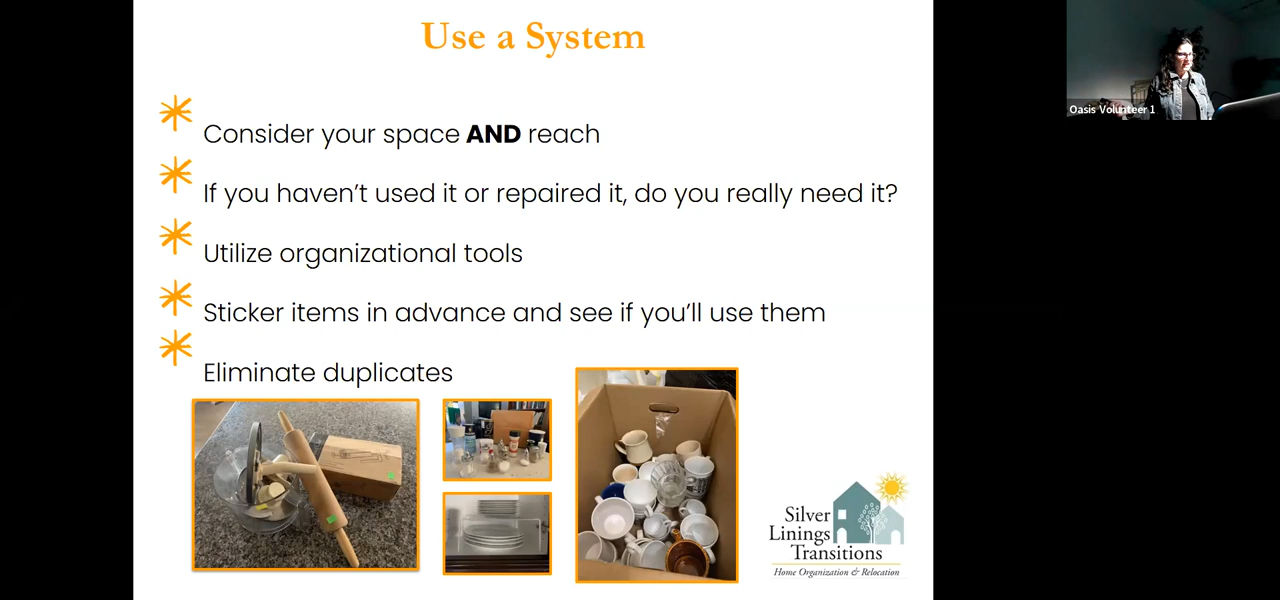 Use a System
Oasis Volunteer 1
Consider your space AND reach
If you haven’t used it or repaired it, do you really need it?
Utilize organizational tools
Sticker items in advance and see if you’ll use them
Eliminate duplicates
Silver
Linings
Transitions
Home Organization & Relocation